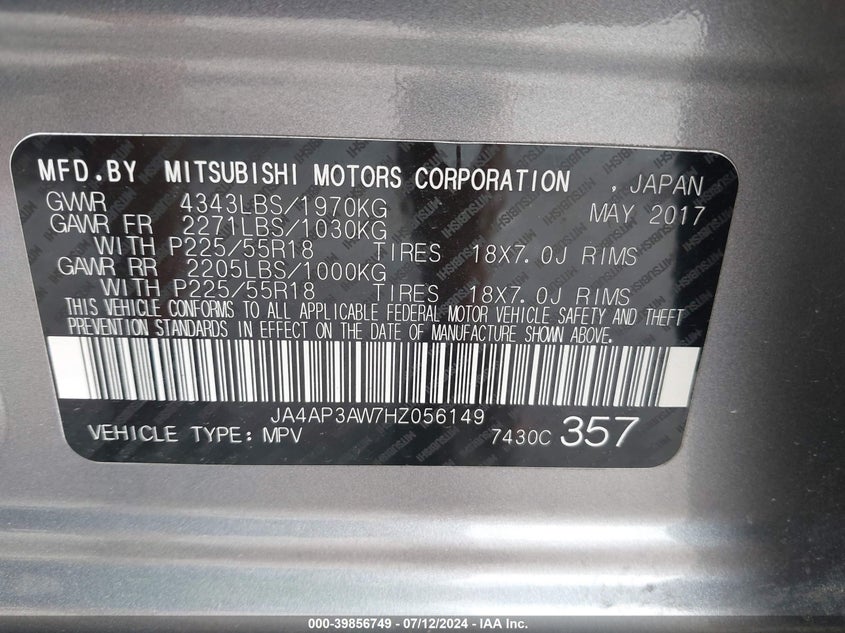 MFD.BY MITSUBISHI MOTORS CORPORATION , JAPAN
GVWR 4343LBS/1970KG MAY 2017
GAWR FR 2271LBS/1030KG
WITH P225/55R18 TIRES 18X7.0J RIMS
GAWR RR 2205LBS/1000KG
WITH P225/55R18 TIRES 18X7.0J RIMS
THIS VEHICLE CONFORMS TO ALL APPLICABLE FEDERAL MOTOR VEHICLE SAFETY AND THEFT
PREVENTION STANDARDS IN EFFECT ON THE DATE OF MANUFACTURE SHOWN ABOVE.
JA4AP3AW7HZ056149
VEHICLE TYPE: MPV 7430C 357
000-39856749 - 07/12/2024 - IAA Inc.